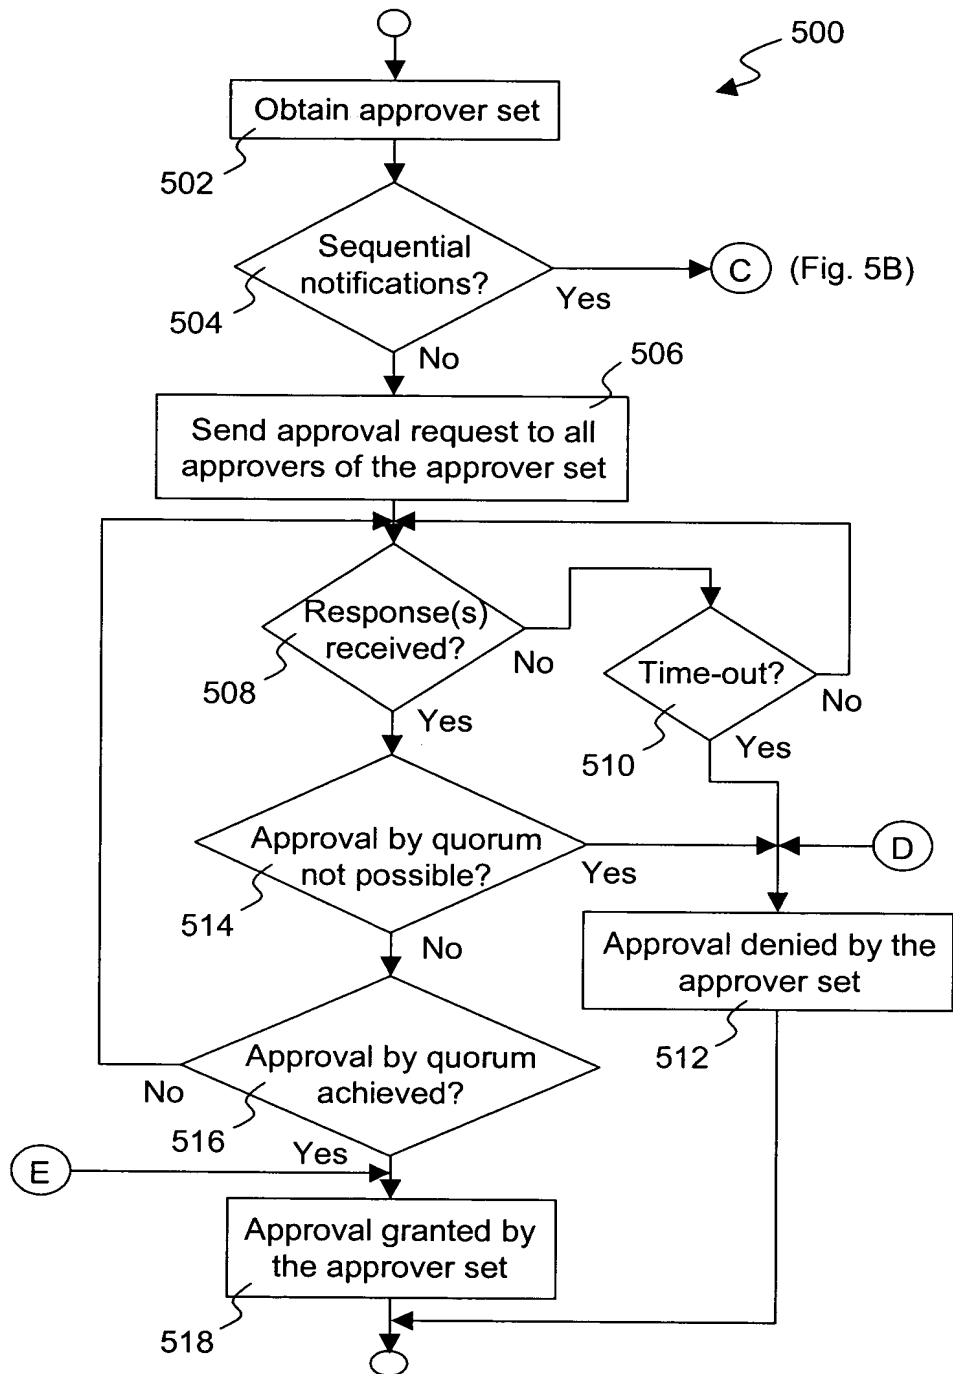 500
Obtain approver set
502
Sequential
notifications?
504
Yes
C
(Fig. 5B)
No
506
Send approval request to all
approvers of the approver set
Response(s)
received?
508
No
Time-out?
510
No
Yes
Yes
Approval by quorum
not possible?
514
Yes
D
No
Approval denied by the
approver set
512
Approval by quorum
achieved?
516
No
Yes
E
Approval granted by
the approver set
518